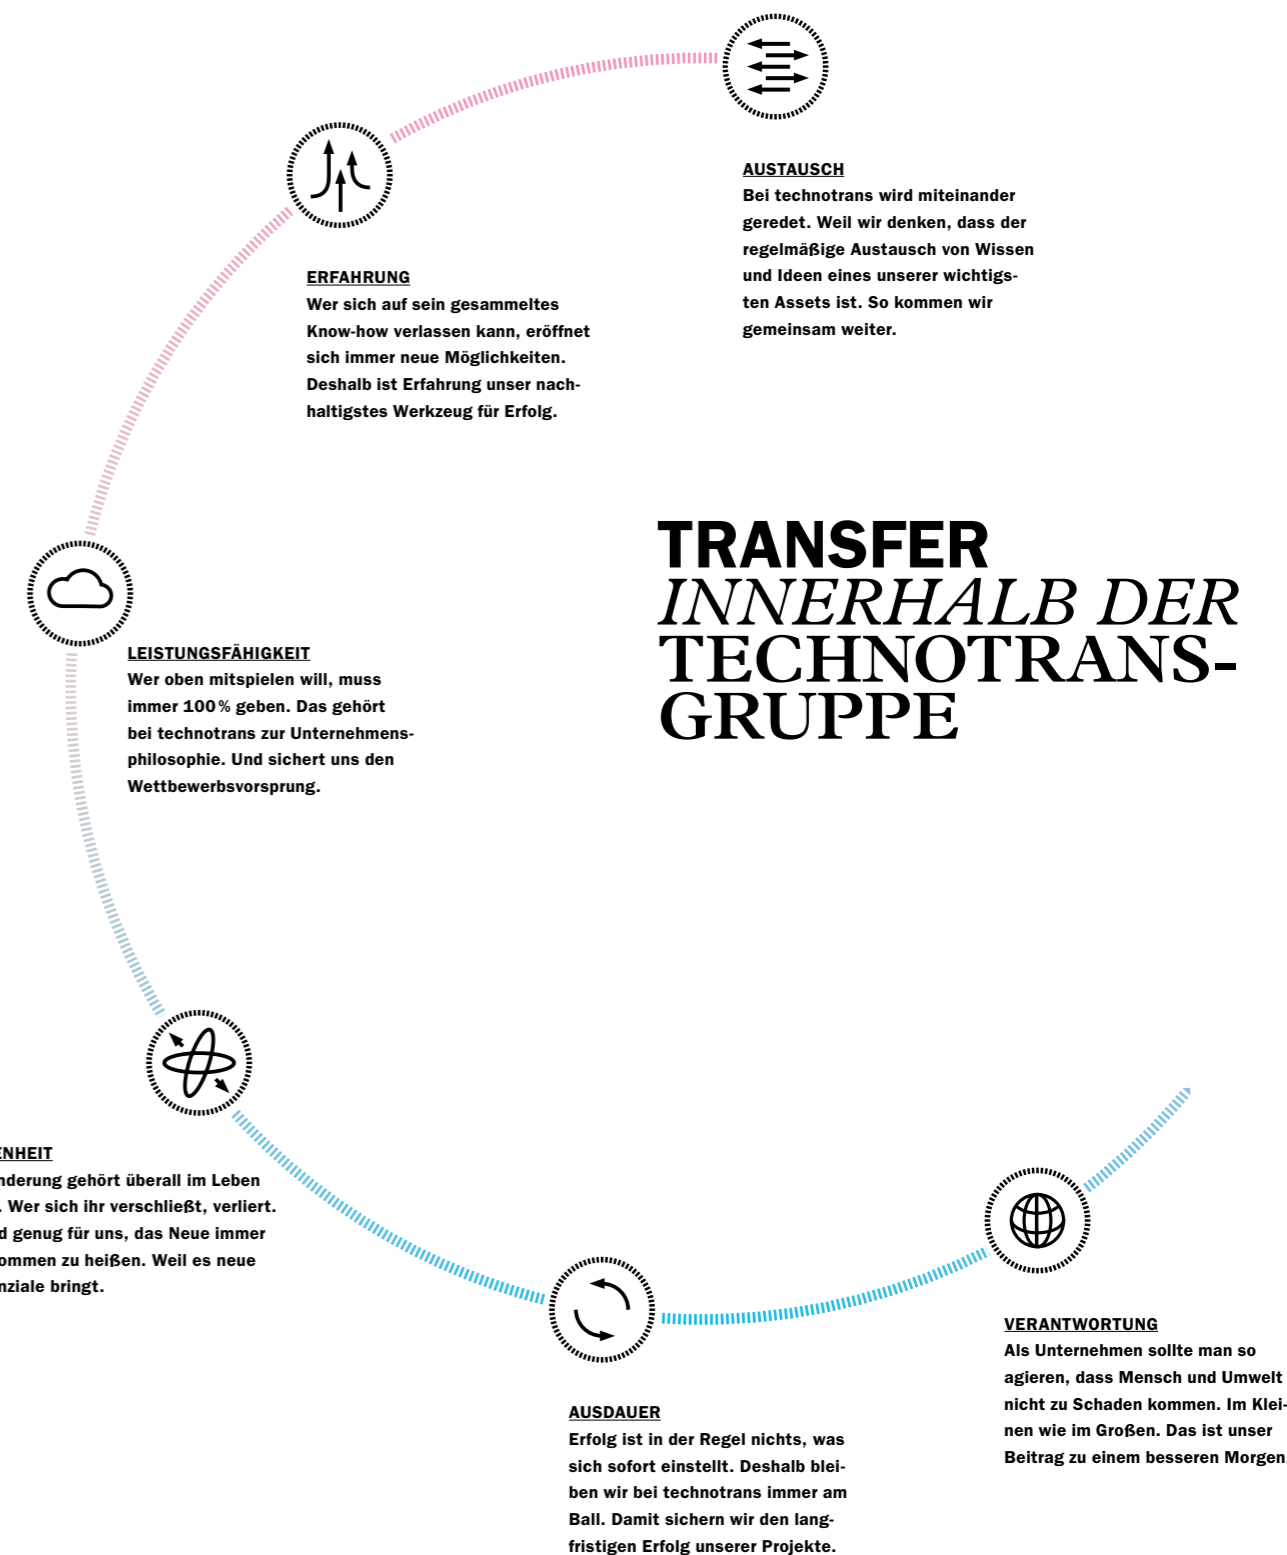 AUSTAUSCH
Bei technotrans wird miteinander
geredet. Weil wir denken, dass der
regelmäßige Austausch von Wissen
und Ideen eines unserer wichtigs-
ten Assets ist. So kommen wir
gemeinsam weiter.
ERFAHRUNG
Wer sich auf sein gesammeltes
Know-how verlassen kann, eröffnet
sich immer neue Möglichkeiten.
Deshalb ist Erfahrung unser nach-
haltigstes Werkzeug für Erfolg.
TRANSFER
INNERHALB DER
TECHNOTRANS-
GRUPPE
LEISTUNGSFÄHIGKEIT
Wer oben mitspielen will, muss
immer 100 % geben. Das gehört
bei technotrans zur Unternehmens-
philosophie. Und sichert uns den
Wettbewerbsvorsprung.
ENHEIT
nderung gehört überall im Leben
. Wer sich ihr verschließt, verliert.
d genug für uns, das Neue immer
ommen zu heißen. Weil es neue
nziale bringt.
AUSDAUER
Erfolg ist in der Regel nichts, was
sich sofort einstellt. Deshalb blei-
ben wir bei technotrans immer am
Ball. Damit sichern wir den lang-
fristigen Erfolg unserer Projekte.
VERANTWORTUNG
Als Unternehmen sollte man so
agieren, dass Mensch und Umwelt
nicht zu Schaden kommen. Im Klei-
nen wie im Großen. Das ist unser
Beitrag zu einem besseren Morgen.